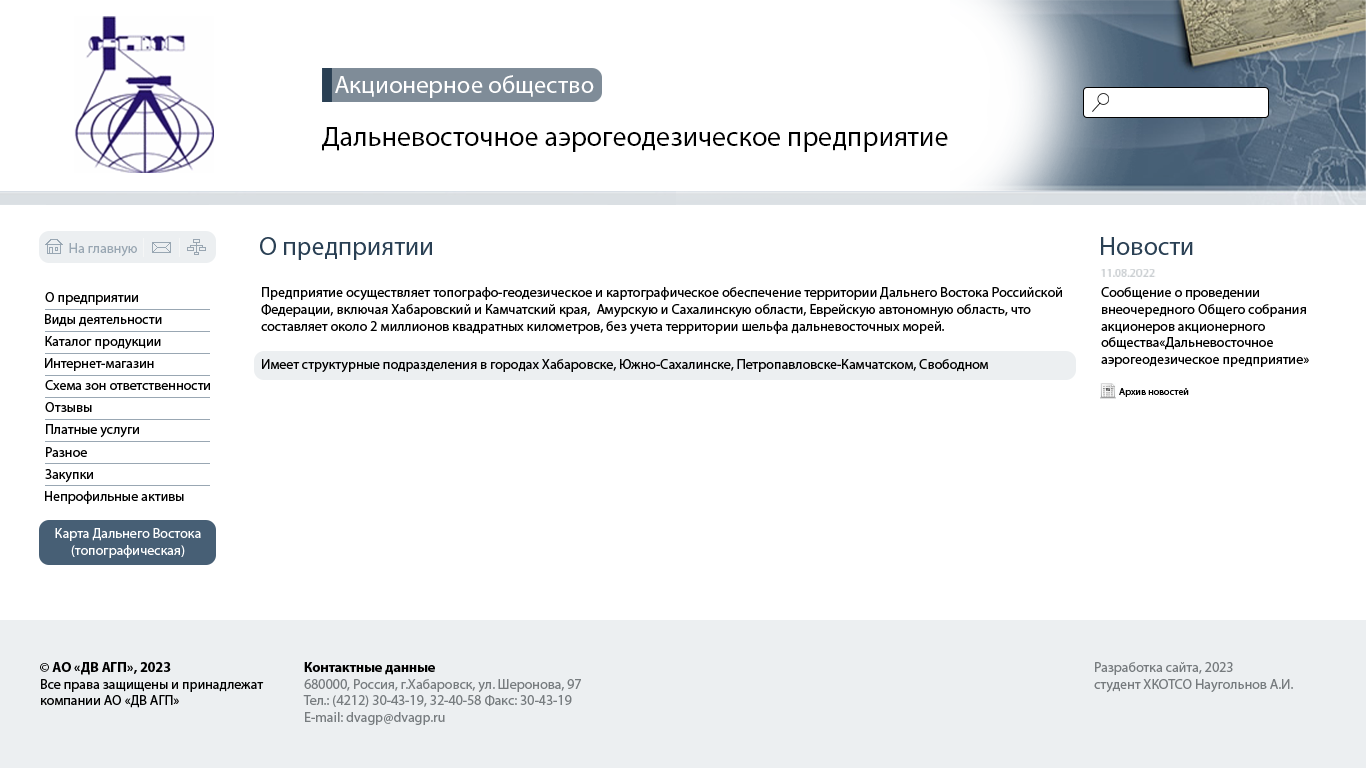 Акционерное общество
Дальневосточное аэрогеодезическое предприятие
На главную
О предприятии
Виды деятельности
Каталог продукции
Интернет-магазин
Схема зон ответственности
Отзывы
Платные услуги
Разное
Закупки
Непрофильные активы
Карта Дальнего Востока
(топографическая)
О предприятии
Предприятие осуществляет топографо-геодезическое и картографическое обеспечение территории Дальнего Востока Российской
Федерации, включая Хабаровский и Камчатский края, Амурскую и Сахалинскую области, Еврейскую автономную область, что
составляет около 2 миллионов квадратных километров, без учета территории шельфа дальневосточных морей.
Имеет структурные подразделения в городах Хабаровске, Южно-Сахалинске, Петропавловске-Камчатском, Свободном
Новости
11.08.2022
Сообщение о проведении
внеочередного Общего собрания
акционеров акционерного
общества«Дальневосточное
аэрогеодезическое предприятие»
Архив новостей
© АО «ДВ АГП», 2023
Все права защищены и принадлежат
компании АО «ДВ АГП»
Контактные данные
680000, Россия, г.Хабаровск, ул. Шеронова, 97
Тел.: (4212) 30-43-19, 32-40-58 Факс: 30-43-19
E-mail: dvagp@dvagp.ru
Разработка сайта, 2023
студент ХКОТСО Наугольнов А.И.